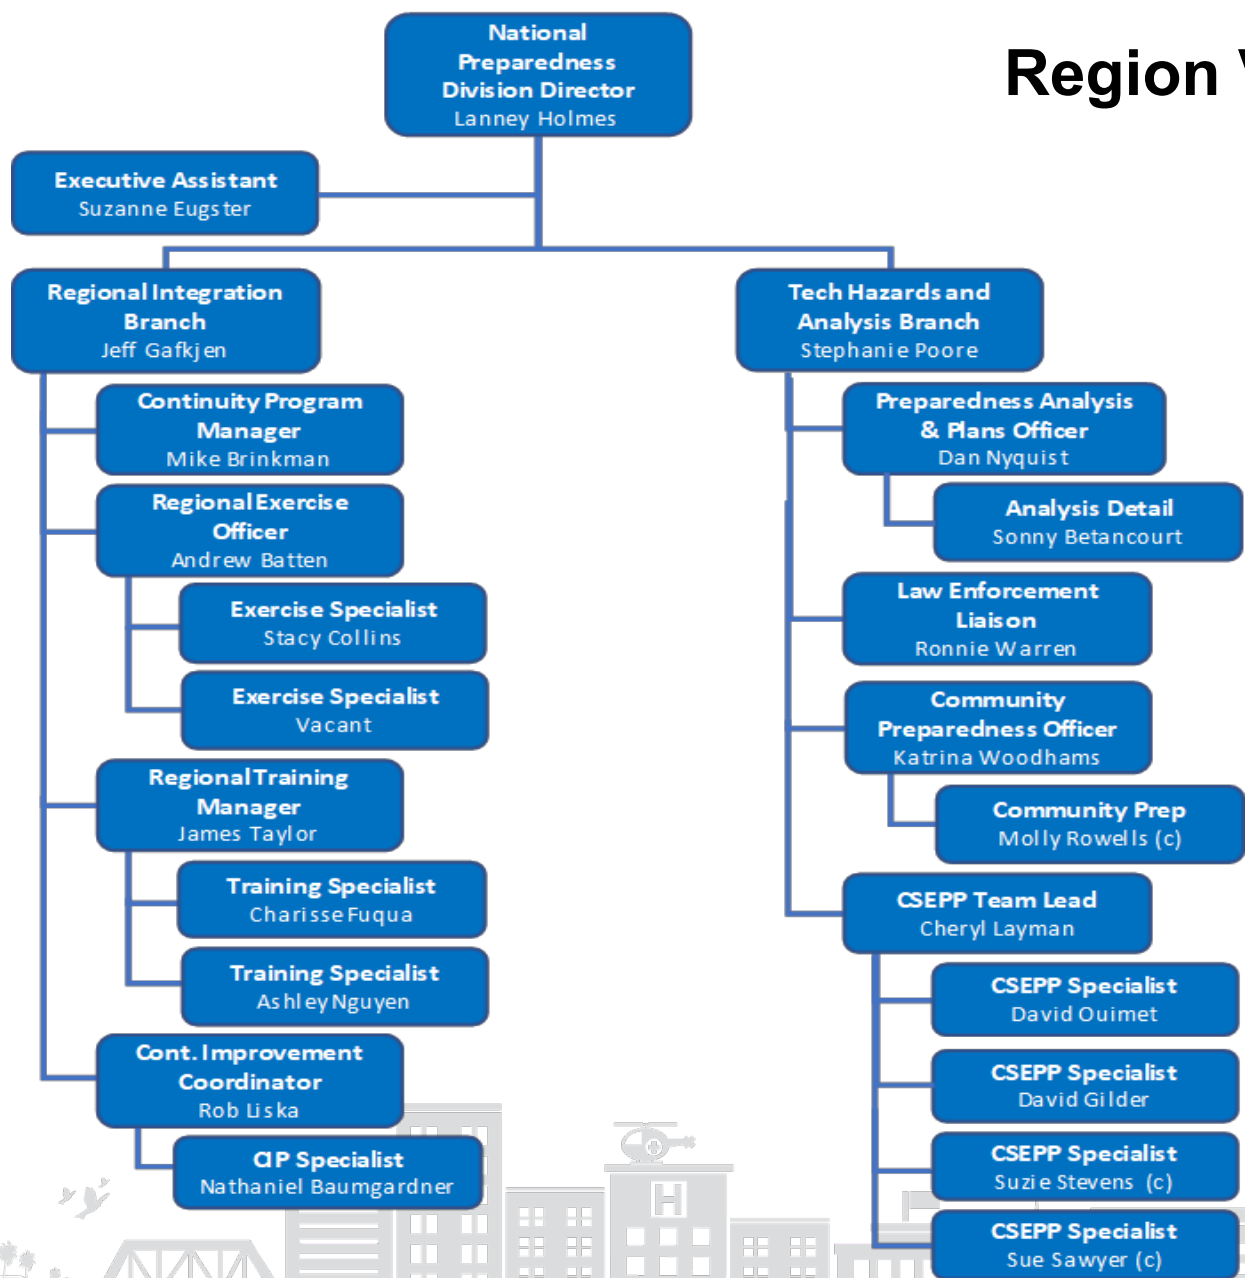 National
Preparedness
Division Director
Lanney Holmes
Region V
Executive Assistant
Suzanne Eugster
Regional Integration
Branch
Jeff Gafkjen
Continuity Program
Manager
Mike Brinkman
Regional Exercise
Officer
Andrew Batten
Exercise Specialist
Stacy Collins
Exercise Specialist
Vacant
Regional Training
Manager
James Taylor
Training Specialist
Charisse Fuqua
Training Specialist
Ashley Nguyen
Cont. Improvement
Coordinator
Rob Liska
CIP Specialist
Nathaniel Baumgardner
Tech Hazards and
Analysis Branch
Stephanie Poore
Preparedness Analysis
& Plans Officer
Dan Nyquist
Analysis Detail
Sonny Betancourt
Law Enforcement
Liaison
Ronnie Warren
Community
Preparedness Officer
Katrina Woodhams
Community Prep
Molly Rowells (c)
CSEPP Team Lead
Cheryl Layman
CSEPP Specialist
David Ouimet
CSEPP Specialist
David Gilder
CSEPP Specialist
Suzie Stevens (c)
CSEPP Specialist
Sue Sawyer (c)
H